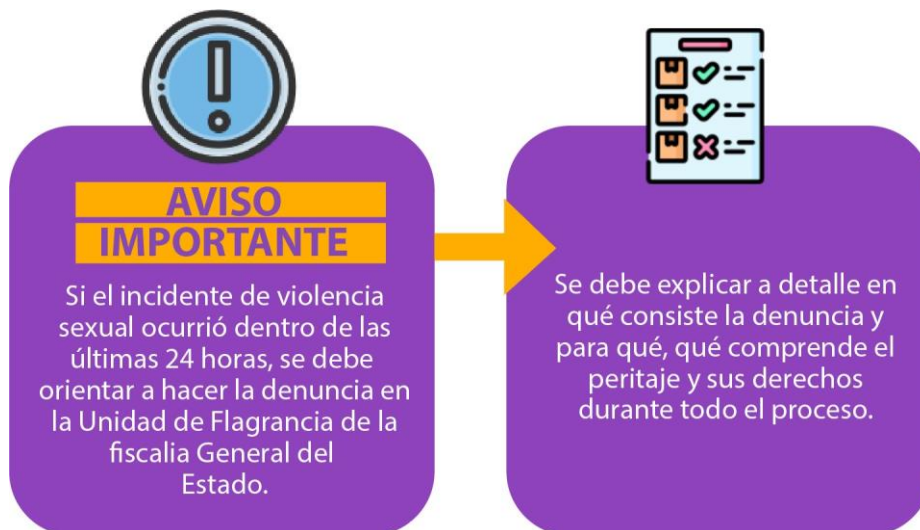 AVISO
IMPORTANTE
Si el incidente de violencia
sexual ocurrió dentro de las
últimas 24 horas, se debe
orientar a hacer la denuncia en
la Unidad de Flagrancia de la
fiscalia General del
Estado.
Se debe explicar a detalle en
qué consiste la denuncia y
para qué, qué comprende el
peritaje y sus derechos
durante todo el proceso.